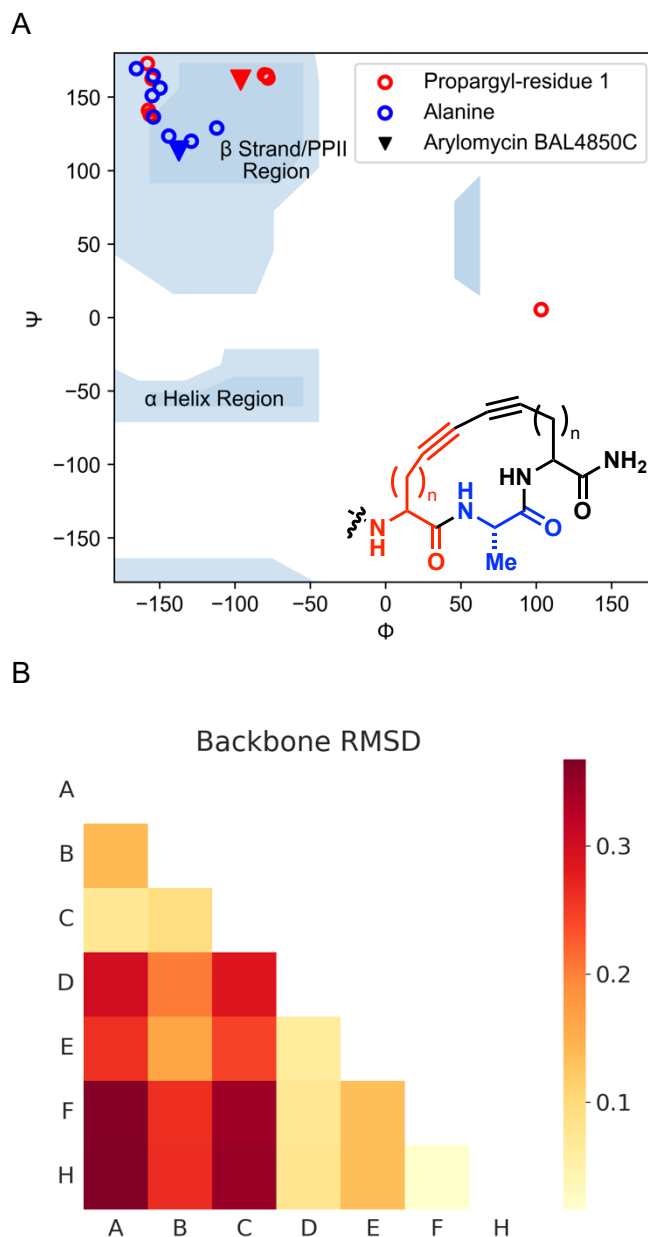 A
Propargyl-residue 1
Alanine
Arylomycin BAL4850C
β Strand/PPII
Region
α Helix Region
150
100
50
0
−50
−100
−150
Ψ
−150
−100
−50
0
50
100
150
Φ
( )n
( )n
HN
NH2
O
H
N
O
N
H
O
Me
B
Backbone RMSD
A
B
C
D
E
F
H
A B C D E F H
0.3
0.2
0.1